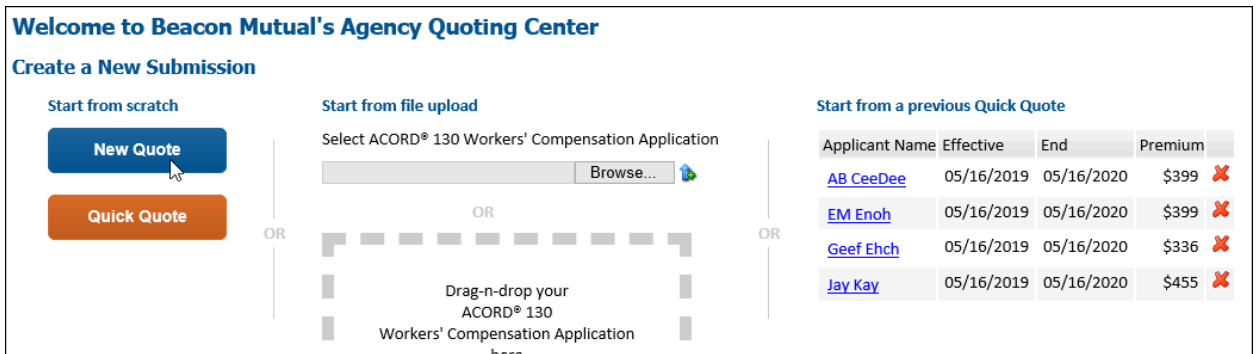 Welcome to Beacon Mutual's Agency Quoting Center
Create a New Submission
Start from scratch
New Quote
Quick Quote
OR
Start from file upload
Select ACORD® 130 Workers' Compensation Application
Browse...
OR
Drag-n-drop your
ACORD® 130
Workers' Compensation Application
here
OR
Start from a previous Quick Quote
Applicant Name Effective End Premium
AB CeeDee 05/16/2019 05/16/2020 $399
EM Enoh 05/16/2019 05/16/2020 $399
Geef Ehch 05/16/2019 05/16/2020 $336
Jay Kay 05/16/2019 05/16/2020 $455